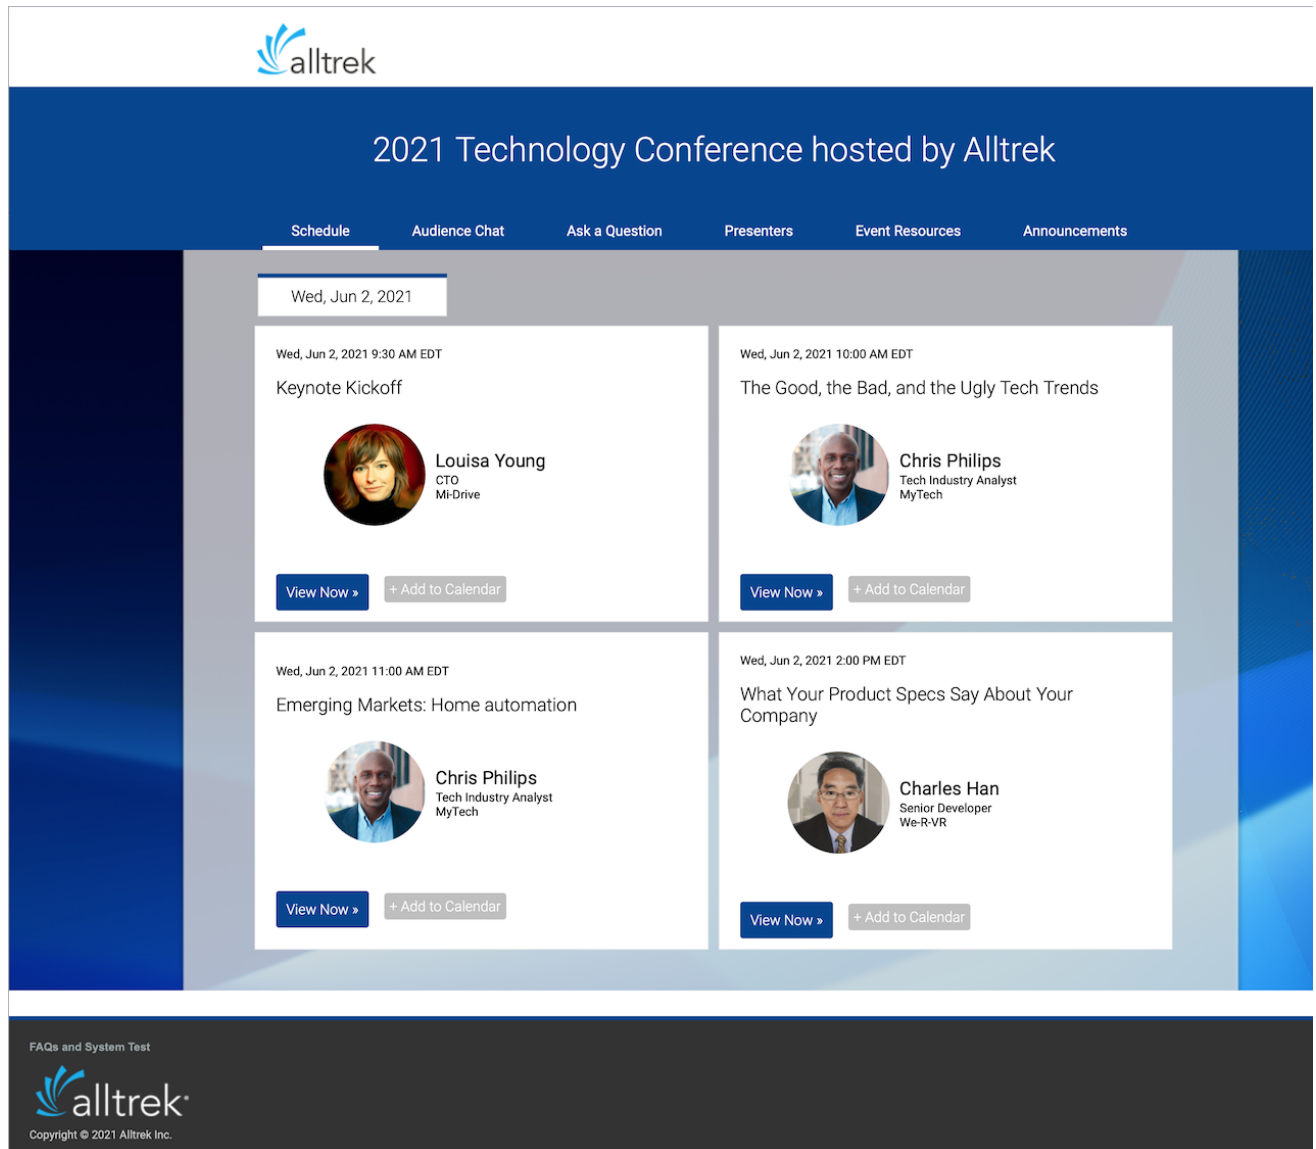 alltrek
2021 Technology Conference hosted by Alltrek
Schedule
Audience Chat
Ask a Question
Presenters
Event Resources
Announcements
Wed, Jun 2, 2021
Wed, Jun 2, 2021 9:30 AM EDT
Keynote Kickoff
Louisa Young
CTO
Mi-Drive
View Now »
+ Add to Calendar
Wed, Jun 2, 2021 10:00 AM EDT
The Good, the Bad, and the Ugly Tech Trends
Chris Philips
Tech Industry Analyst
MyTech
View Now »
+ Add to Calendar
Wed, Jun 2, 2021 11:00 AM EDT
Emerging Markets: Home automation
Chris Philips
Tech Industry Analyst
MyTech
View Now »
+ Add to Calendar
Wed, Jun 2, 2021 2:00 PM EDT
What Your Product Specs Say About Your
Company
Charles Han
Senior Developer
We-R-VR
View Now »
+ Add to Calendar
FAQs and System Test
alltrek
Copyright © 2021 Alltrek Inc.